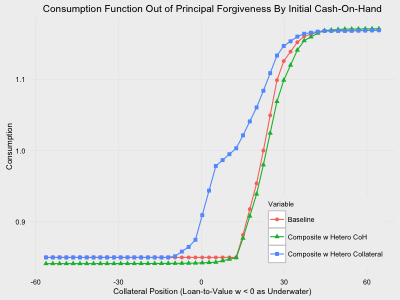 Consumption Function Out of Principal Forgiveness By Initial Cash-On-Hand
Consumption
1.1
1.0
0.9
Variable
Baseline
Composite w Hetero CoH
Composite w Hetero Collateral
-60
-30
0
30
60
Collateral Position (Loan-to-Value w < 0 as Underwater)